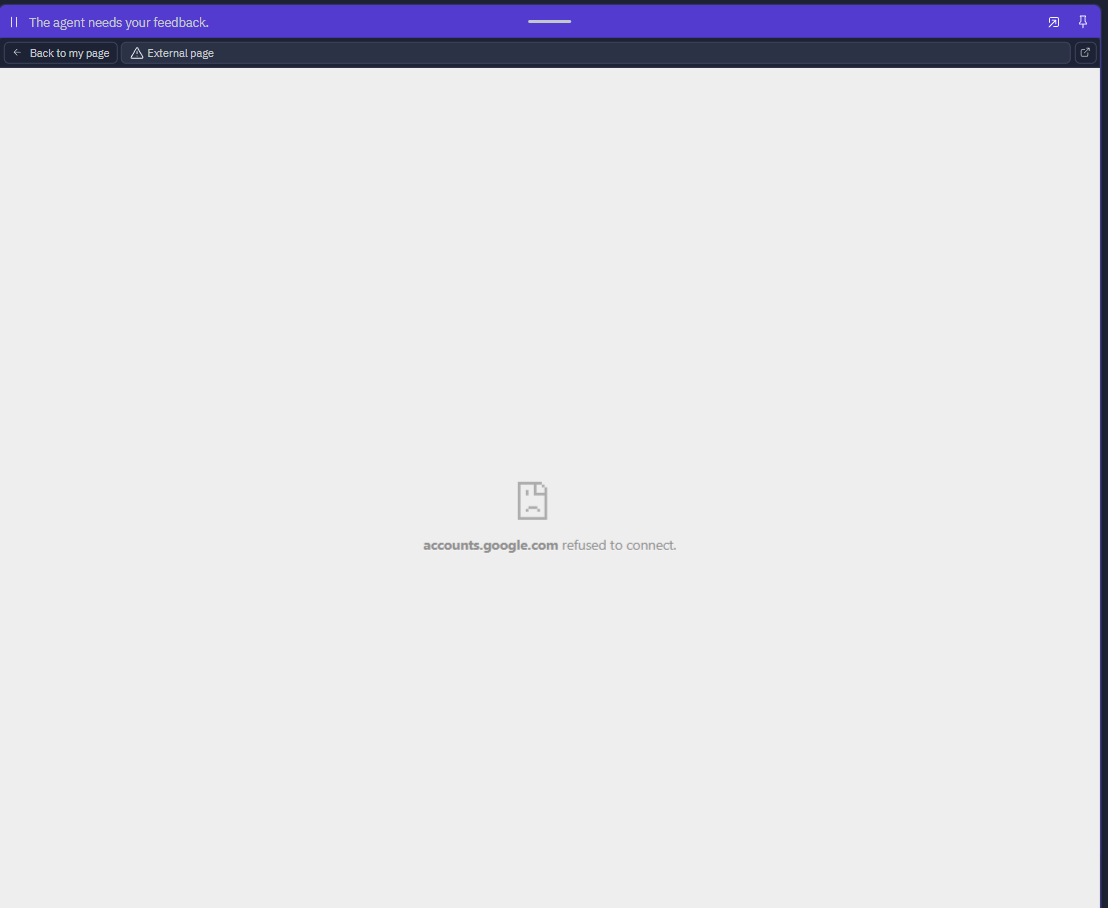 The agent needs your feedback.
Back to my page
External page
accounts.google.com refused to connect.